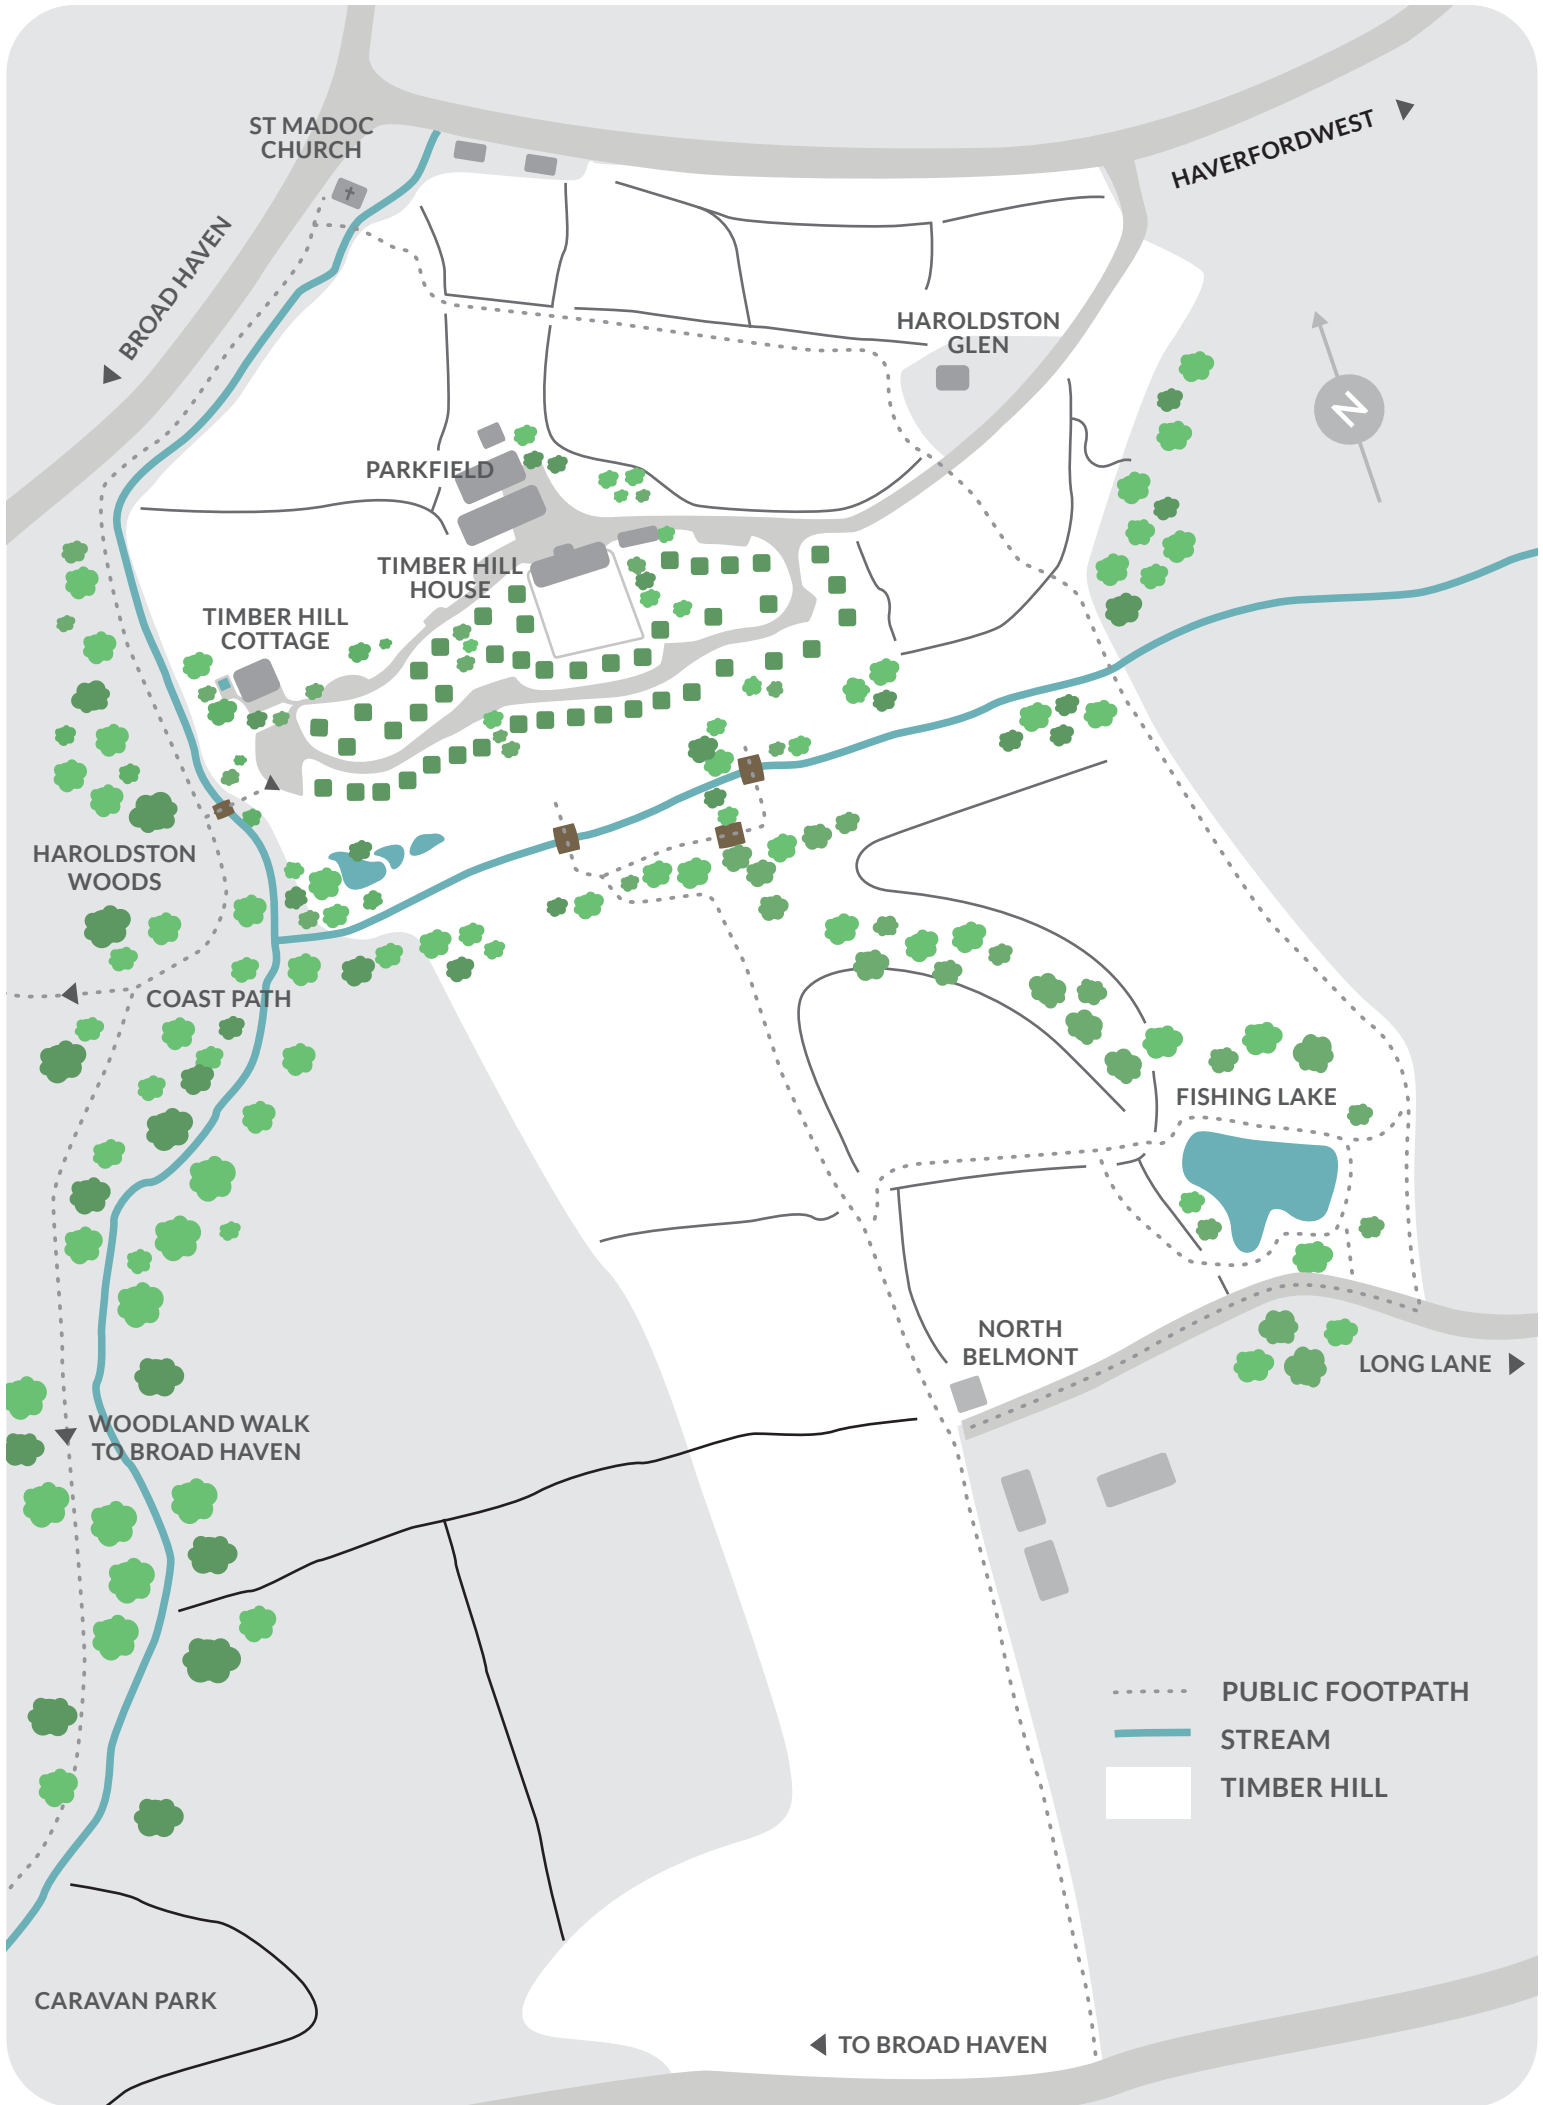 ST MADOC
CHURCH
HAVERFORDWEST
BROAD HAVEN
HAROLDSTON
GLEN
N
PARKFIELD
TIMBER HILL
HOUSE
TIMBER HILL
COTTAGE
HAROLDSTON
WOODS
COAST PATH
FISHING LAKE
NORTH
BELMONT
LONG LANE
WOODLAND WALK
TO BROAD HAVEN
PUBLIC FOOTPATH
STREAM
TIMBER HILL
CARAVAN PARK
TO BROAD HAVEN